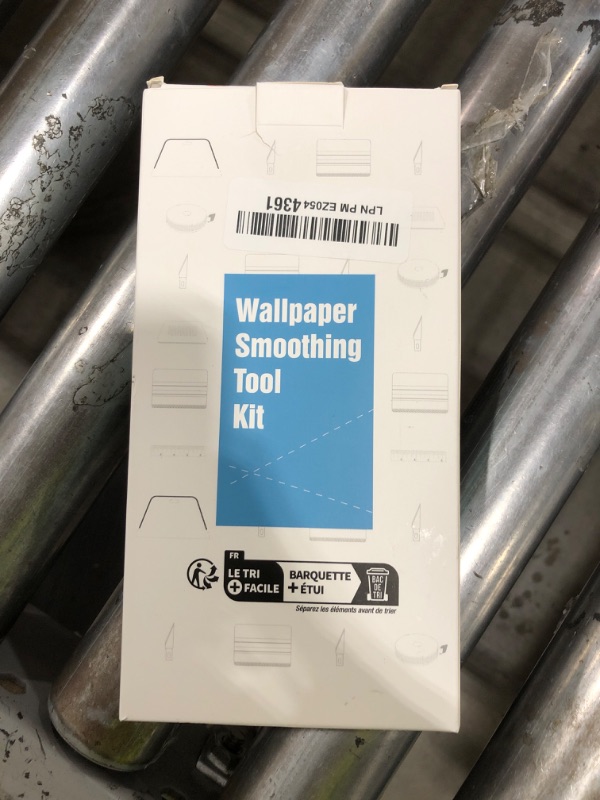 LPN PM EZ054 4361
Wallpaper
Smoothing
Tool
Kit
FR
LE TRI
+ FACILE
BARQUETTE
+ ÉTUI
BAC
DE
TRI
Séparez les éléments avant de trier